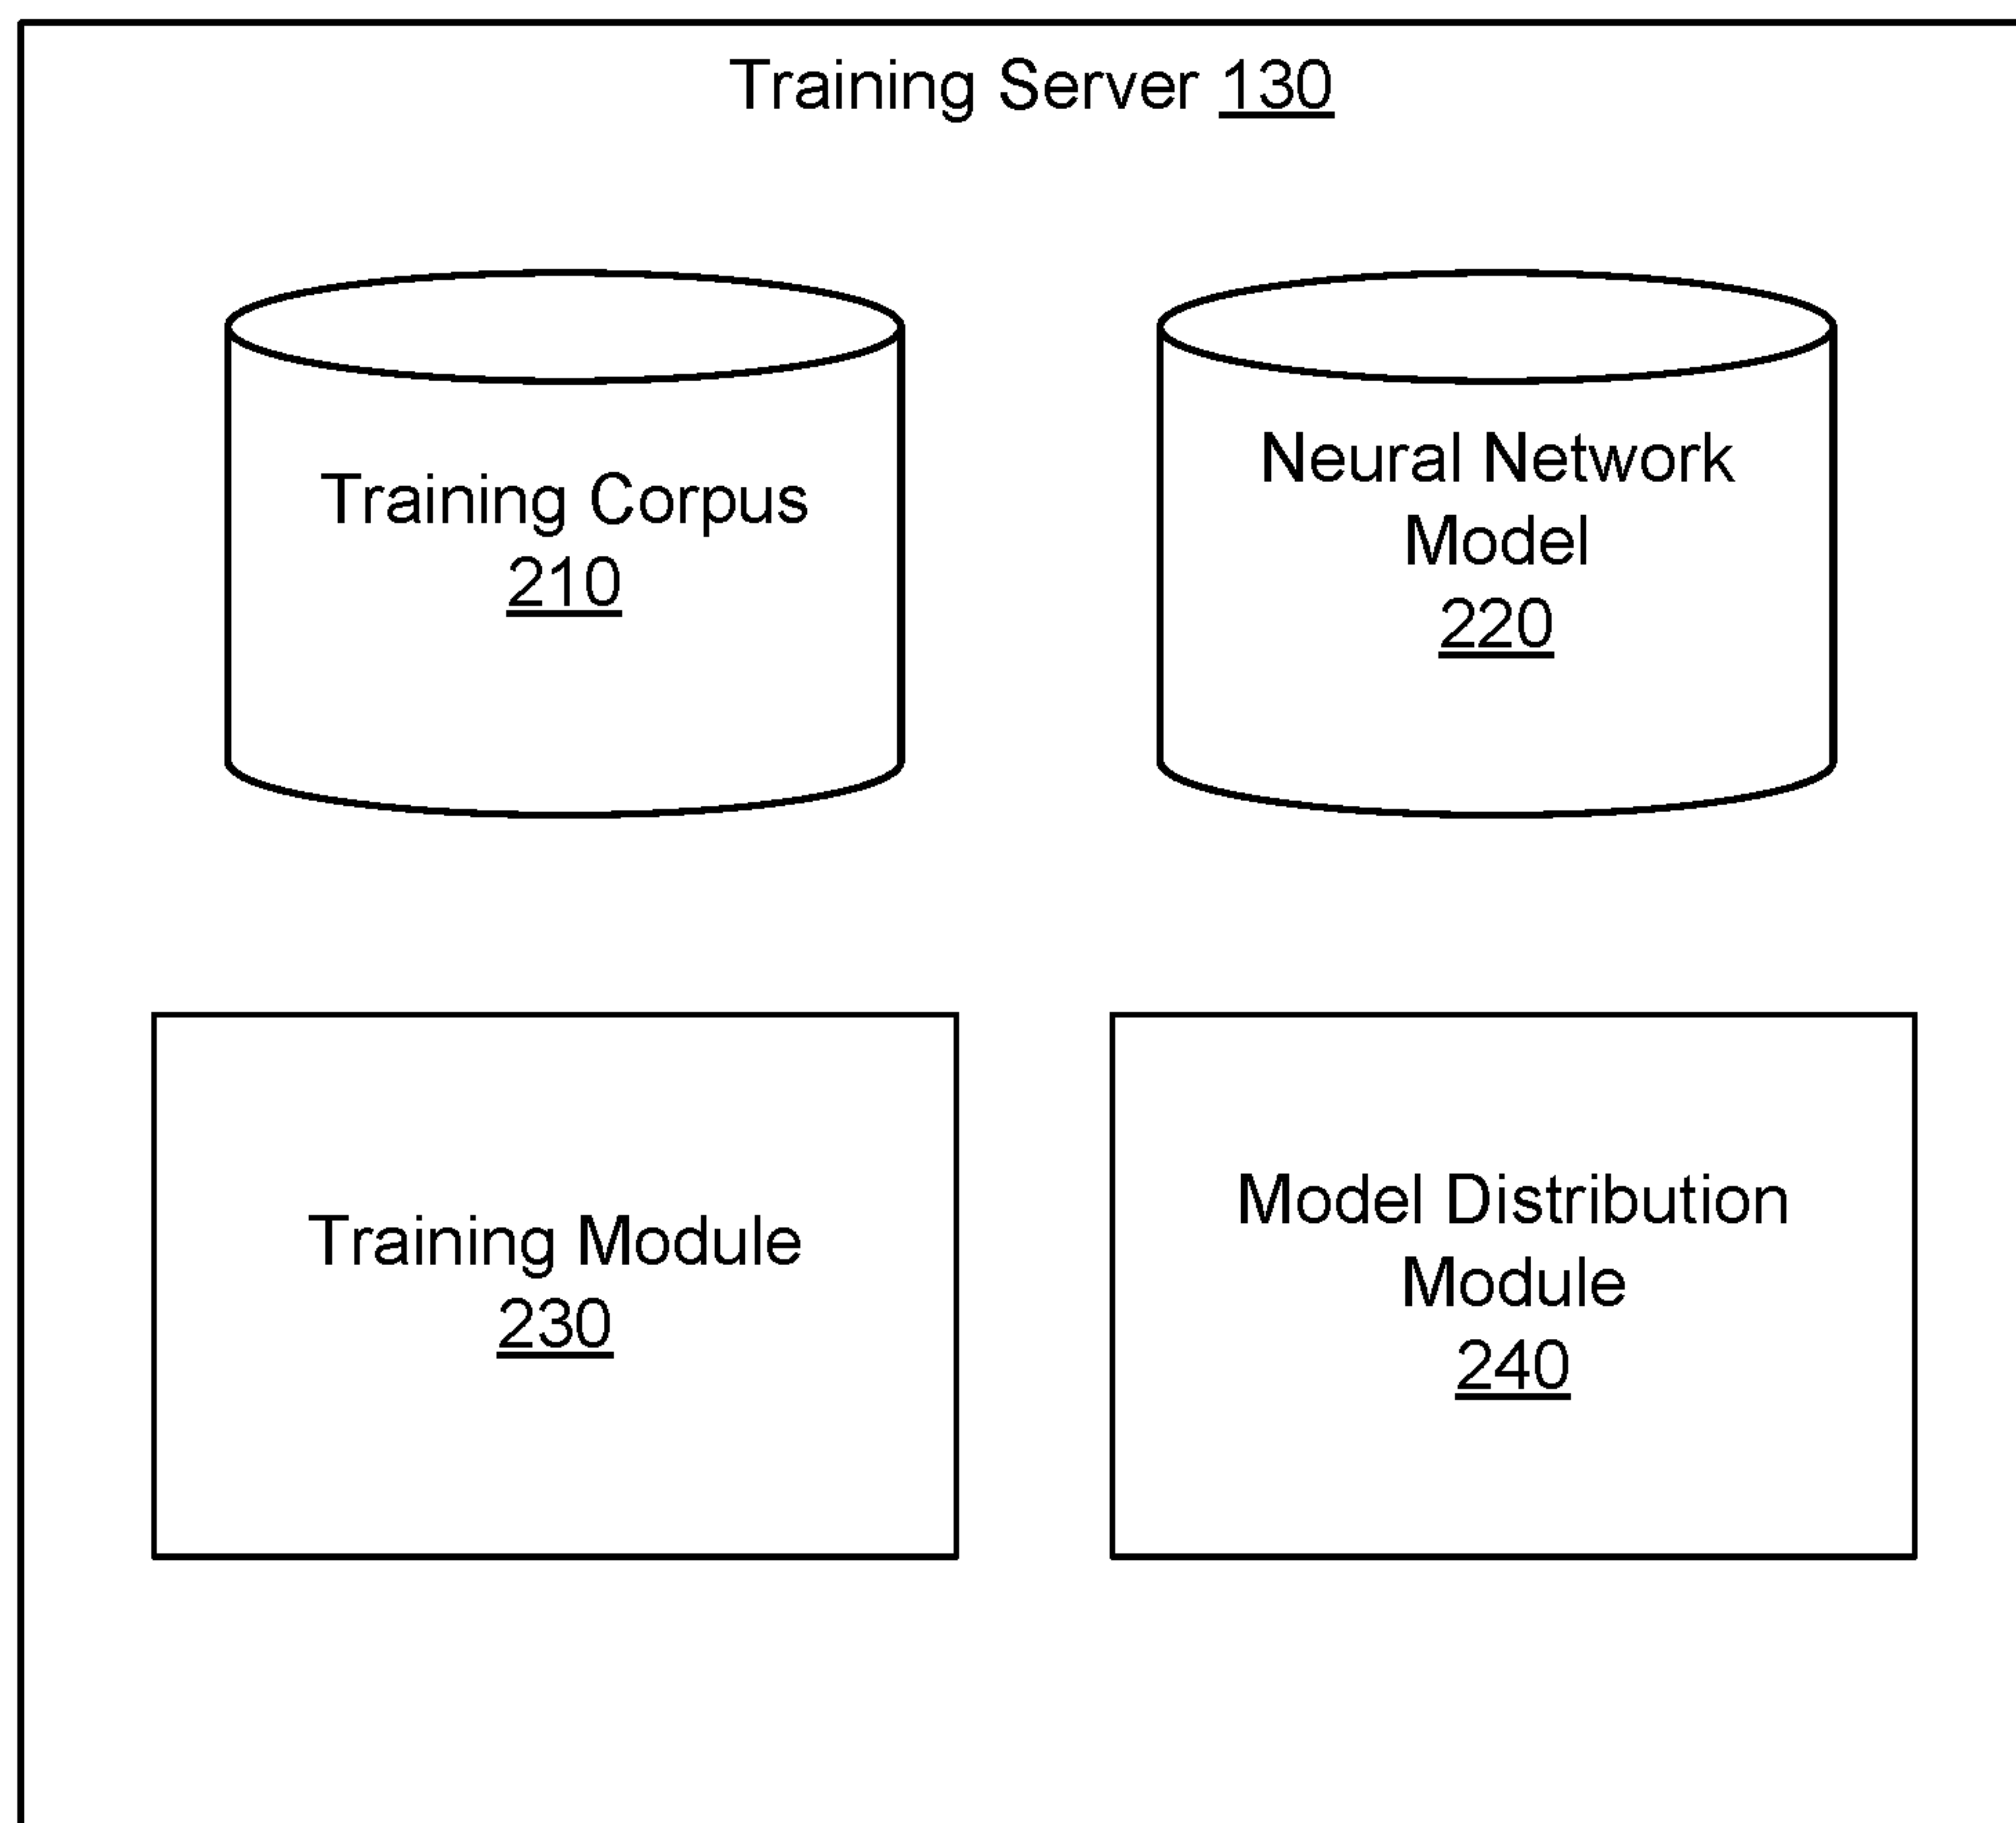 Training Server 130
Training Corpus
210
Neural Network
Model
220
Training Module
230
Model Distribution
Module
240